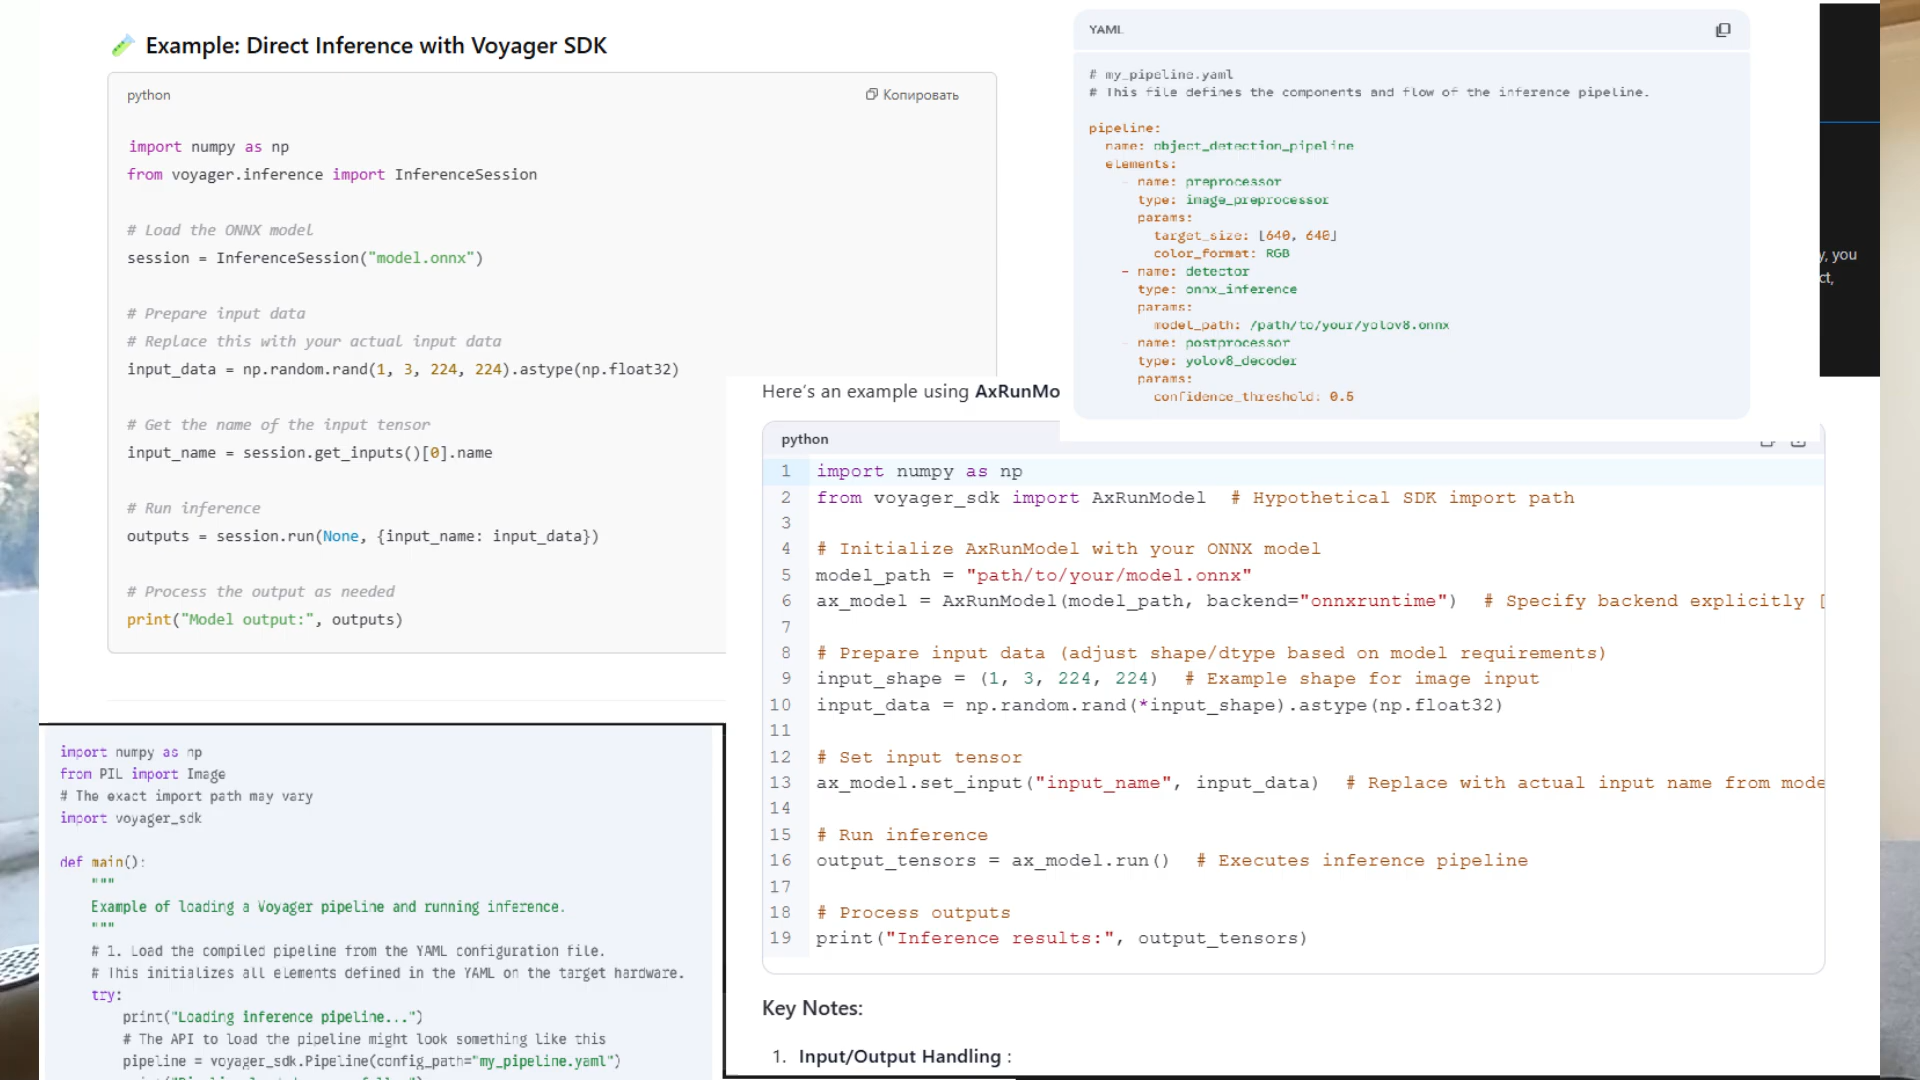 Example: Direct Inference with Voyager SDK
python
Копировать
import numpy as np
from voyager.inference import InferenceSession
# Load the ONNX model
session = InferenceSession("model.onnx")
# Prepare input data
# Replace this with your actual input data
input_data = np.random.rand(1, 3, 224, 224).astype(np.float32)
# Get the name of the input tensor
input_name = session.get_inputs()[0].name
# Run inference
outputs = session.run(None, {input_name: input_data})
# Process the output as needed
print("Model output:", outputs)
YAML
# my_pipeline.yaml
# This file defines the components and flow of the inference pipeline.
pipeline:
name: object_detection_pipeline
elements:
- name: preprocessor
type: image_preprocessor
params:
target_size: [640, 640]
color_format: RGB
- name: detector
type: onnx_inference
params:
model_path: /path/to/your/yolov8.onnx
- name: postprocessor
type: yolov8_decoder
params:
confidence_threshold: 0.5
y, you
ct,
Here's an example using AxRunMo
python
1 import numpy as np
2 from voyager_sdk import AxRunModel # Hypothetical SDK import path
3
4 # Initialize AxRunModel with your ONNX model
5 model_path = "path/to/your/model.onnx"
6 ax_model = AxRunModel(model_path, backend="onnxruntime") # Specify backend explicitly [
7
8 # Prepare input data (adjust shape/dtype based on model requirements)
9 input_shape = (1, 3, 224, 224) # Example shape for image input
10 input_data = np.random.rand(*input_shape).astype(np.float32)
11
12 # Set input tensor
13 ax_model.set_input("input_name", input_data) # Replace with actual input name from mode
14
15 # Run inference
16 output_tensors = ax_model.run() # Executes inference pipeline
17
18 # Process outputs
19 print("Inference results:", output_tensors)
Key Notes:
1. Input/Output Handling :
import numpy as np
from PIL import Image
# The exact import path may vary
import voyager_sdk
def main():
"""
Example of loading a Voyager pipeline and running inference.
"""
# 1. Load the compiled pipeline from the YAML configuration file.
# This initializes all elements defined in the YAML on the target hardware.
try:
print("Loading inference pipeline...")
# The API to load the pipeline might look something like this
pipeline = voyager_sdk.Pipeline(config_path="my_pipeline.yaml")